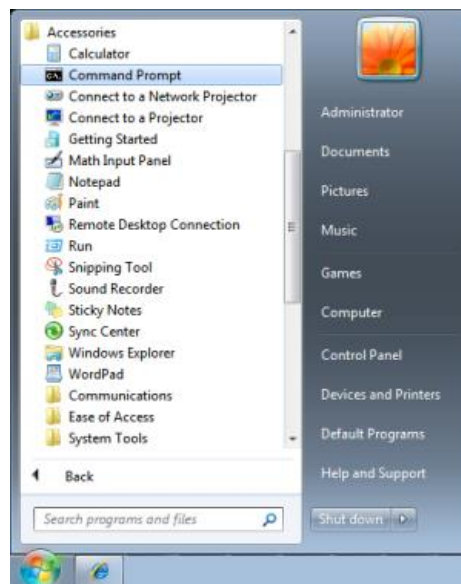 Accessories
Calculator
Command Prompt
Connect to a Network Projector
Connect to a Projector
Getting Started
Math Input Panel
Notepad
Paint
Remote Desktop Connection
Run
Snipping Tool
Sound Recorder
Sticky Notes
Sync Center
Windows Explorer
WordPad
Communications
Ease of Access
System Tools
Back
Search programs and files
Administrator
Documents
Pictures
Music
Games
Computer
Control Panel
Devices and Printers
Default Programs
Help and Support
Shut down